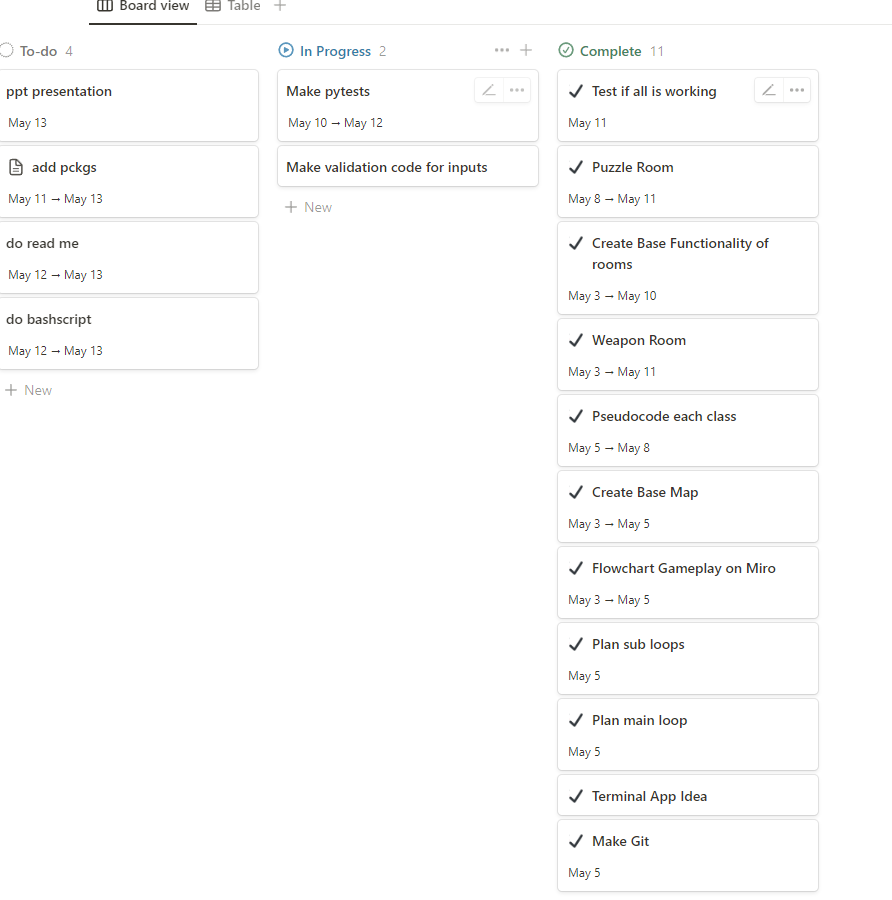 Board view Table
To-do 4
ppt presentation
May 13
add pckgs
May 11 → May 13
do read me
May 12 → May 13
do bashscript
May 12 → May 13
+ New
In Progress 2
Make pytests
May 10 → May 12
Make validation code for inputs
+ New
Complete 11
Test if all is working
May 11
Puzzle Room
May 8 → May 11
Create Base Functionality of
rooms
May 3 → May 10
Weapon Room
May 3 → May 11
Pseudocode each class
May 5 → May 8
Create Base Map
May 3 → May 5
Flowchart Gameplay on Miro
May 3 → May 5
Plan sub loops
May 5
Plan main loop
May 5
Terminal App Idea
Make Git
May 5